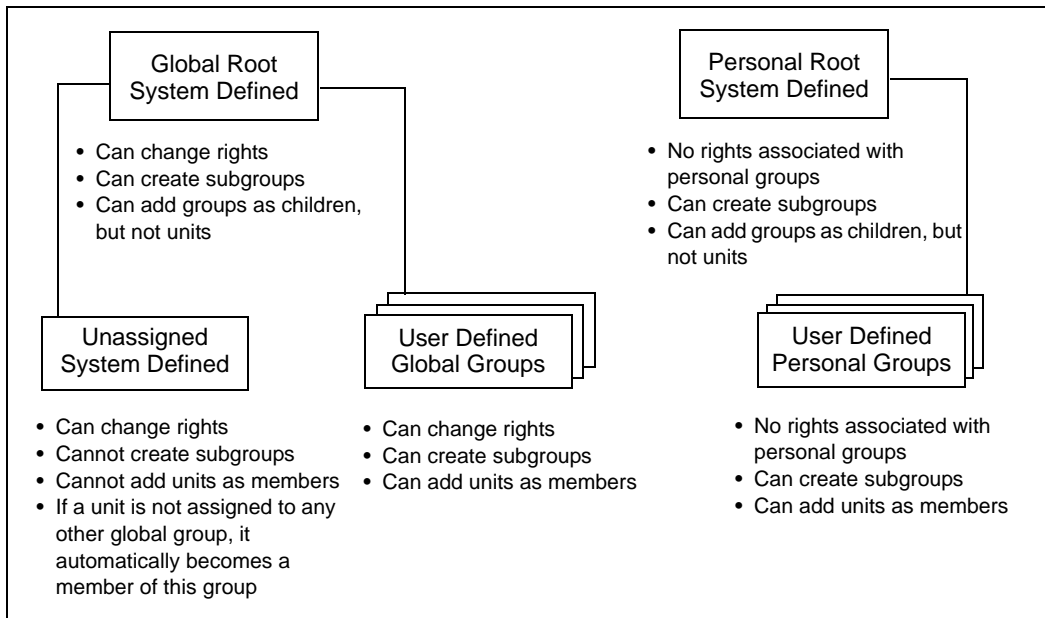 Global Root
System Defined
• Can change rights
• Can create subgroups
• Can add groups as children,
but not units
Personal Root
System Defined
• No rights associated with
personal groups
• Can create subgroups
• Can add groups as children, but
not units
Unassigned
System Defined
• Can change rights
• Cannot create subgroups
• Cannot add units as members
• If a unit is not assigned to any
other global group, it
automatically becomes a
member of this group
User Defined
Global Groups
• Can change rights
• Can create subgroups
• Can add units as members
User Defined
Personal Groups
• No rights associated with
personal groups
• Can create subgroups
• Can add units as members